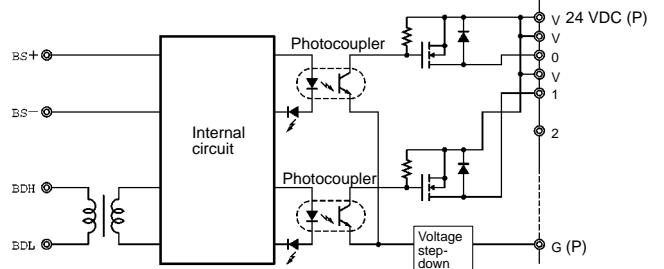 V 24 VDC (P)
V
Photocoupler
BS+
0
V
1
BS−
Internal
circuit
2
Photocoupler
BDH
BDL
Voltage
step-
down
G (P)